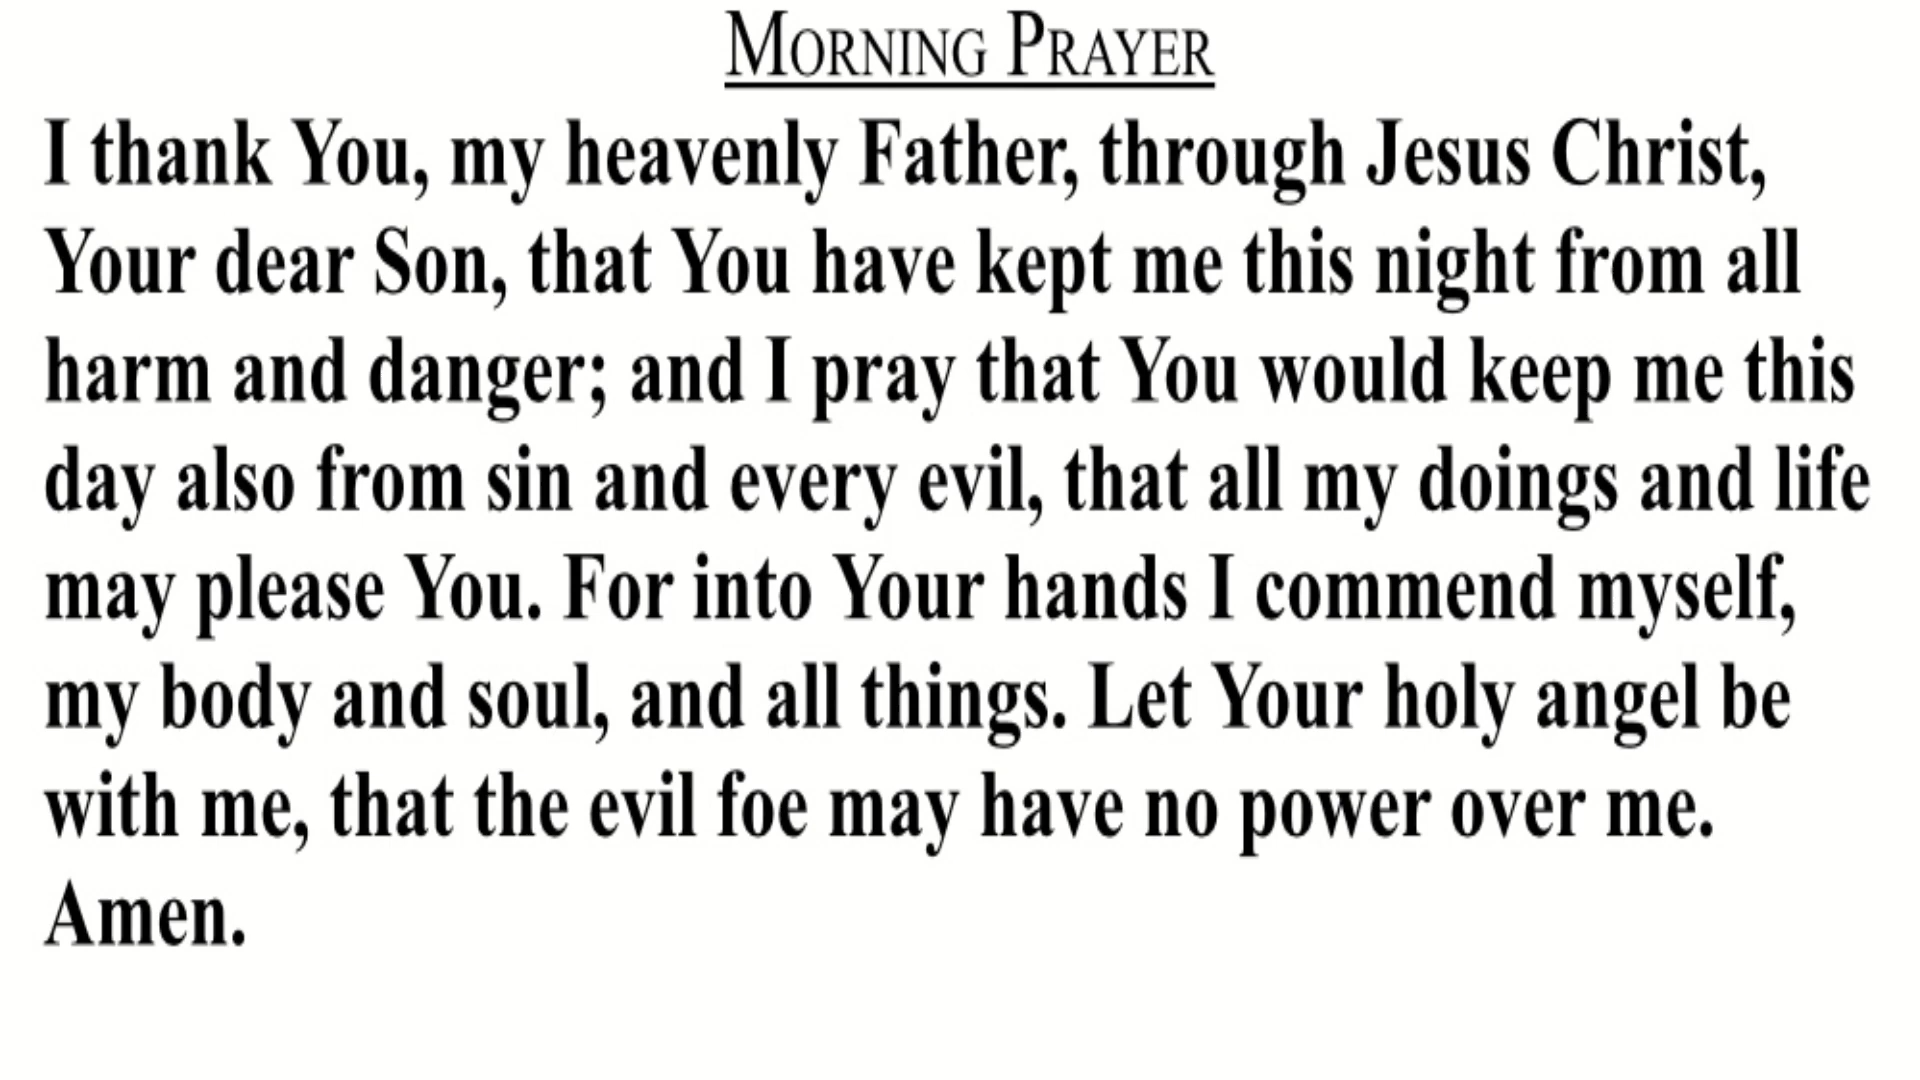 MORNING PRAYER
I thank You, my heavenly Father, through Jesus Christ,
Your dear Son, that You have kept me this night from all
harm and danger; and I pray that You would keep me this
day also from sin and every evil, that all my doings and life
may please You. For into Your hands I commend myself,
my body and soul, and all things. Let Your holy angel be
with me, that the evil foe may have no power over me.
Amen.